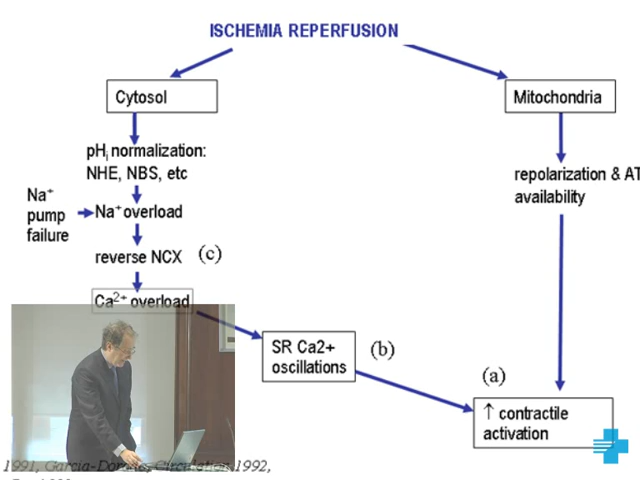 ISCHEMIA REPERFUSION
Cytosol
Mitochondria
pHi normalization:
NHE, NBS, etc
repolarization & AT
availability
Na+
pump
failure
Na+ overload
reverse NCX
(c)
Ca2+ overload
SR Ca2+
oscillations
(b)
(a)
↑ contractile
activation
1991, Garcia-Dorado, Circulation 1992,